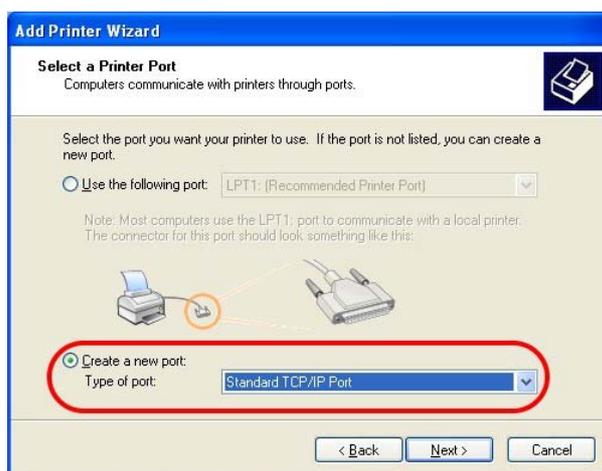 Add Printer Wizard
Select a Printer Port
Computers communicate with printers through ports.
Select the port you want your printer to use. If the port is not listed, you can create a
new port.
Use the following port: LPT1: (Recommended Printer Port)
Note: Most computers use the LPT1: port to communicate with a local printer.
The connector for this port should look something like this:
Create a new port:
Type of port: Standard TCP/IP Port
< Back Next > Cancel